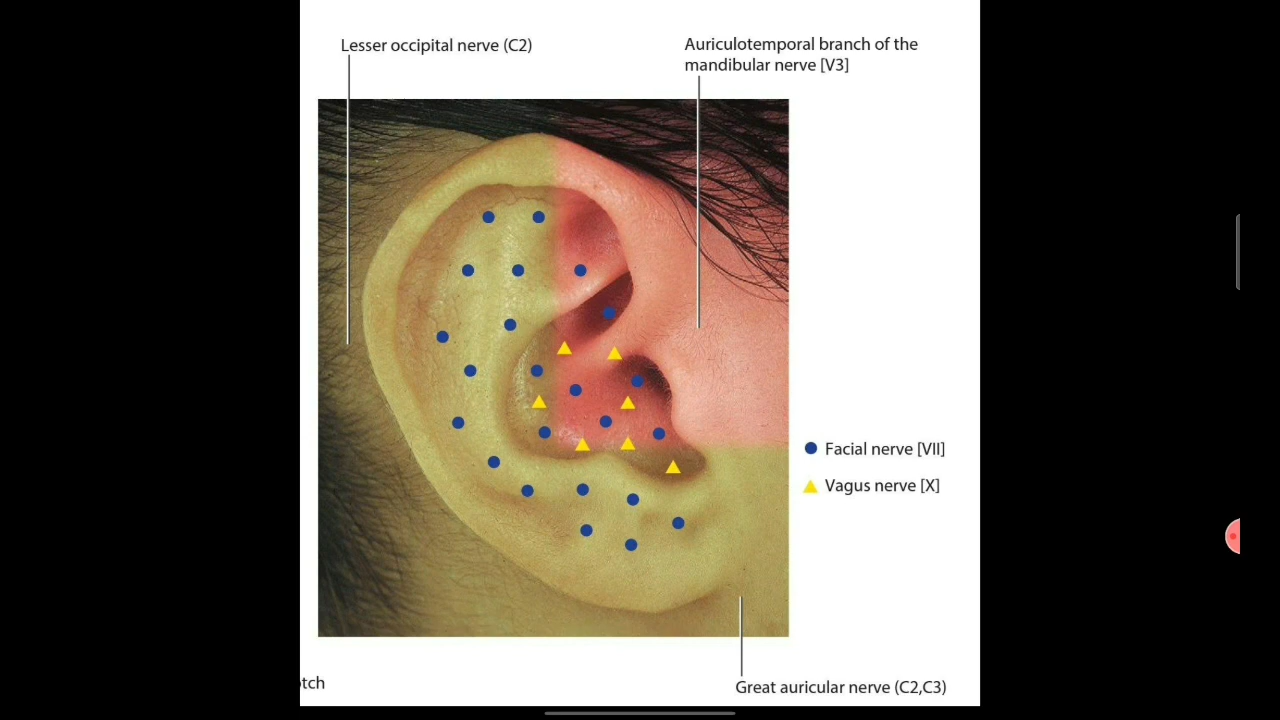 Lesser occipital nerve (C2)
Auriculotemporal branch of the
mandibular nerve [V3]
Facial nerve [VII]
Vagus nerve [X]
Great auricular nerve (C2,C3)